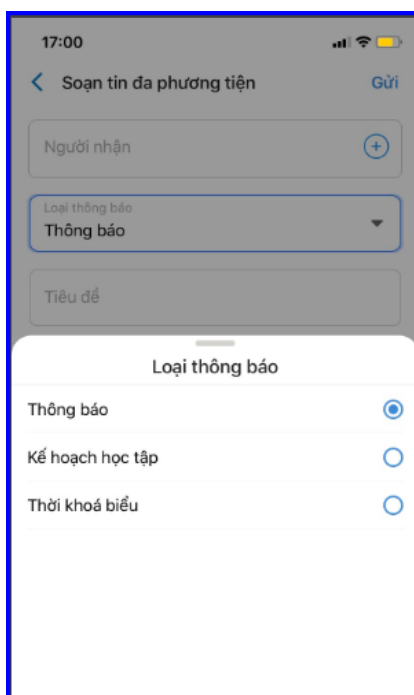 17:00
Soạn tin đa phương tiện Gửi
Người nhận
Loại thông báo
Thông báo
Tiêu đề
Loại thông báo
Thông báo
Kế hoạch học tập
Thời khoá biểu